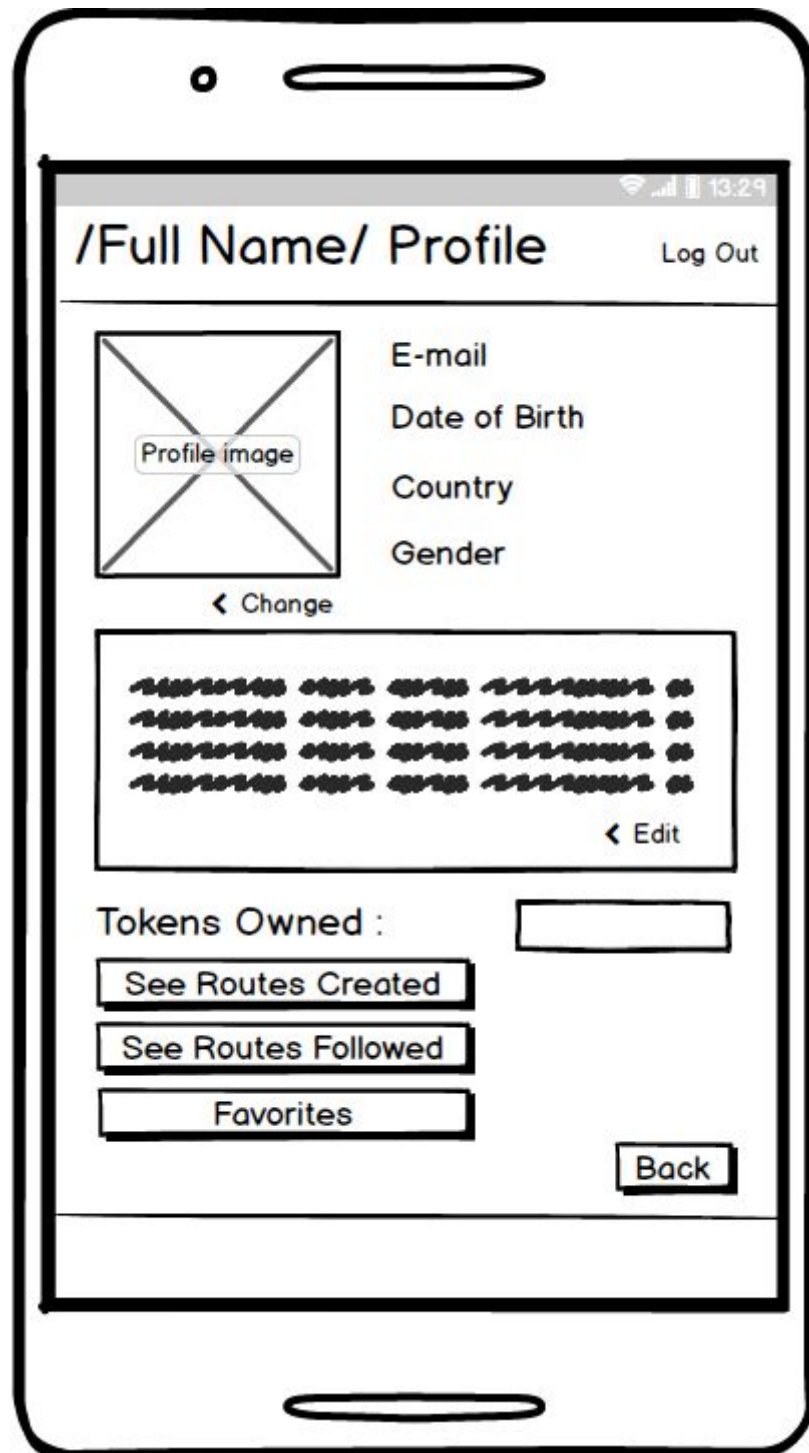 13:29
/Full Name/ Profile
Log Out
E-mail
Date of Birth
Profile image
Country
Gender
< Change
< Edit
Tokens Owned :
See Routes Created
See Routes Followed
Favorites
Back